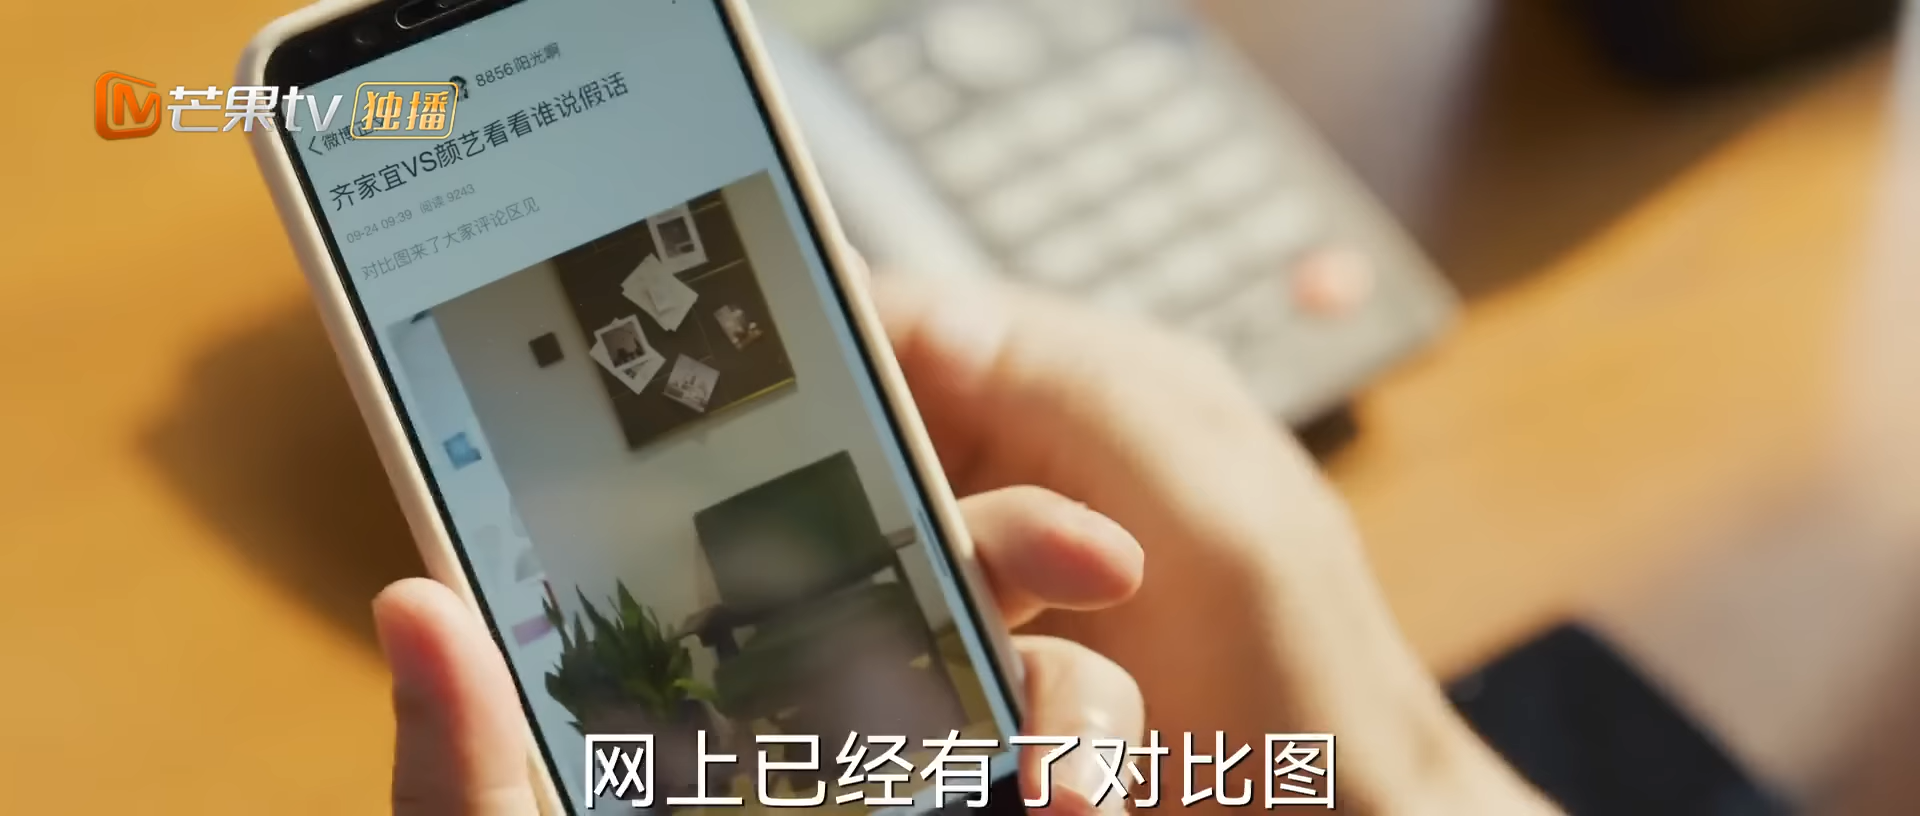 芒果tv 独播
8856阳光啊
齐家宜VS颜艺看看谁说假话
09-24 09:39 阅读 9243
对比图来了大家评论区见
网上已经有了对比图